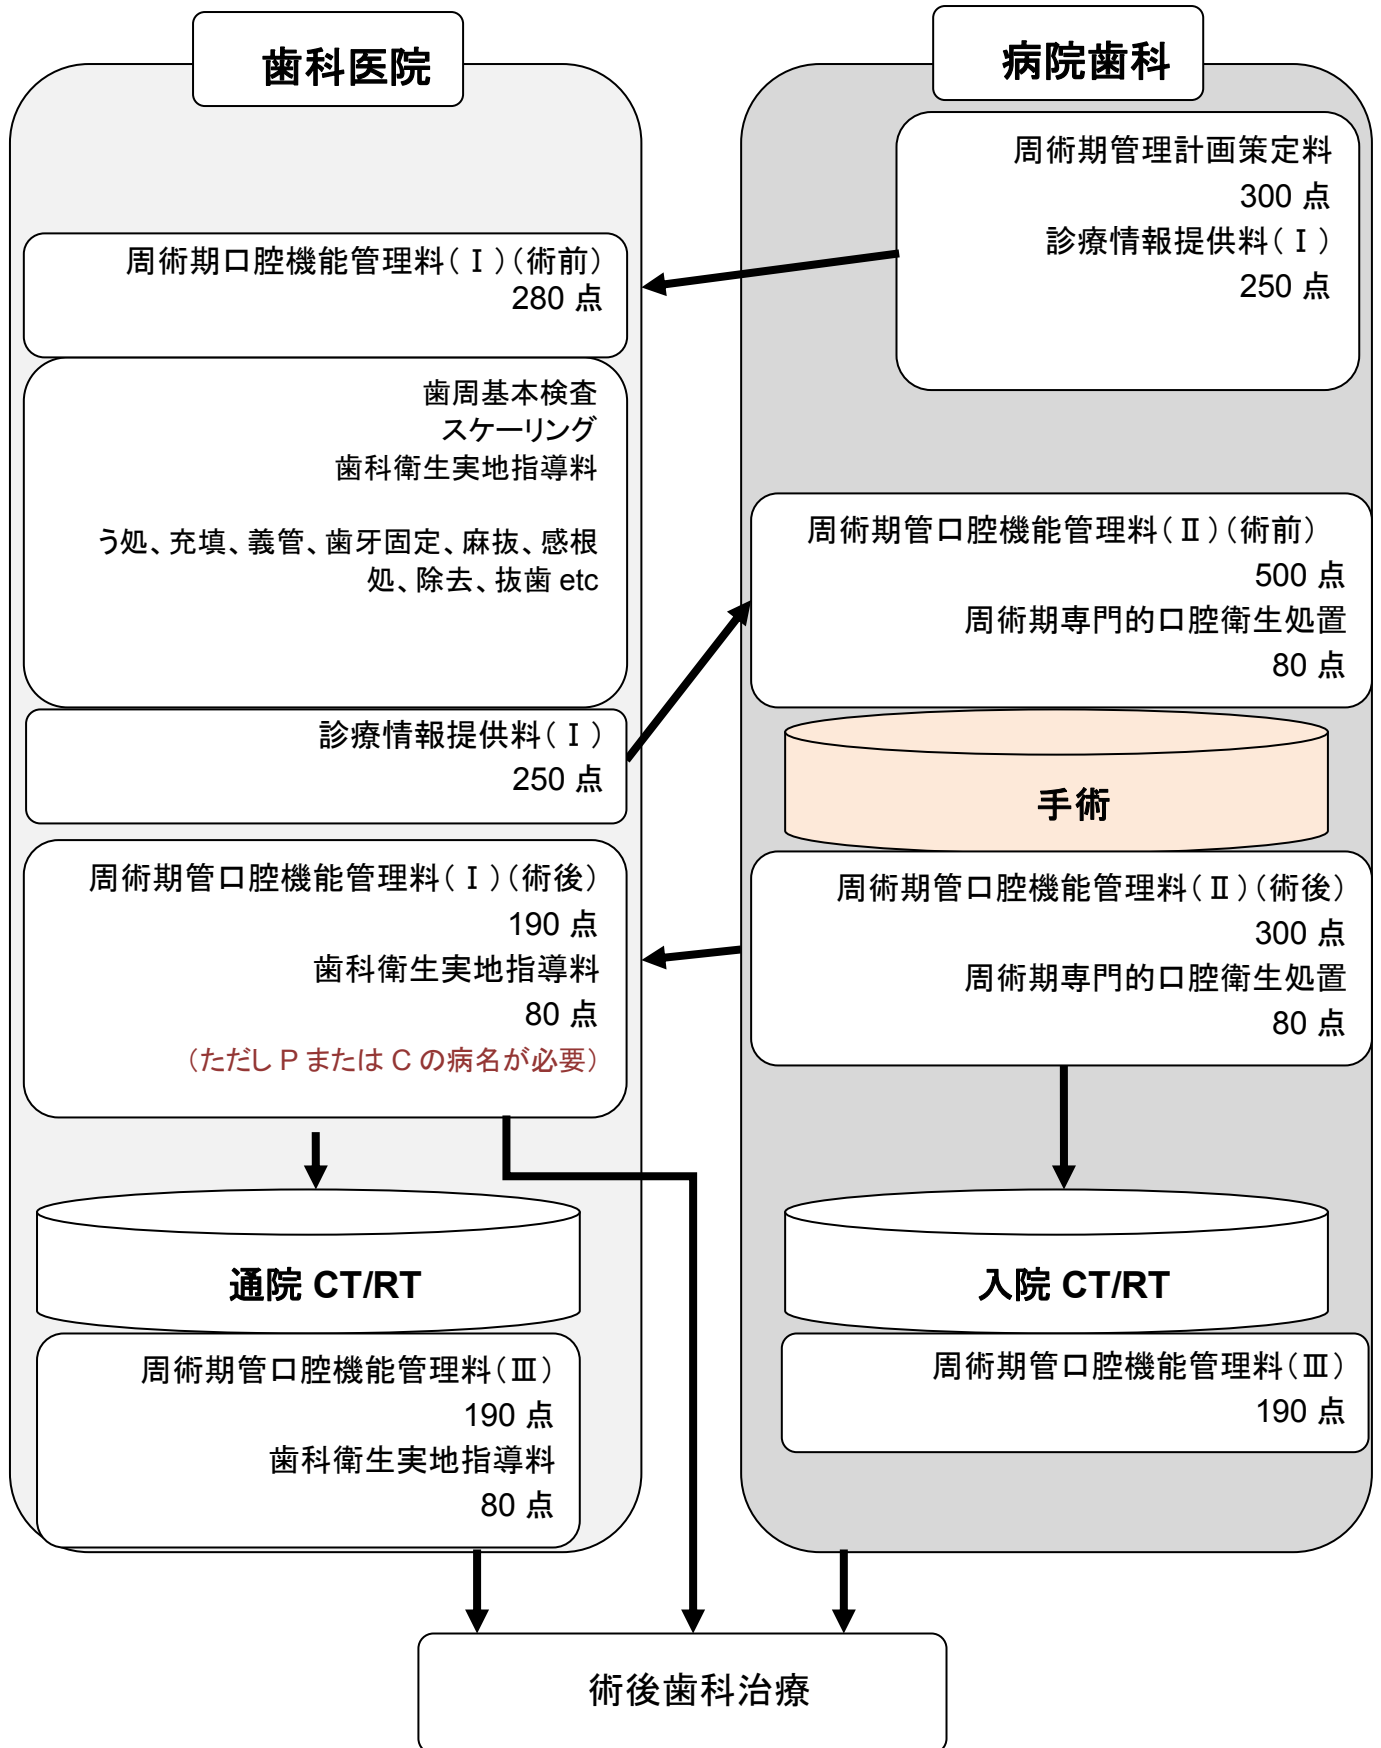 歯科医院
病院歯科
周術期管理計画策定料
300 点
診療情報提供料(Ⅰ)
250 点
周術期口腔機能管理料(Ⅰ)(術前)
280 点
歯周基本検査
スケーリング
歯科衛生実地指導料
う処、充填、義管、歯牙固定、麻抜、感根
処、除去、抜歯 etc
診療情報提供料(Ⅰ)
250 点
周術期管口腔機能管理料(Ⅱ)(術前)
500 点
周術期専門的口腔衛生処置
80 点
手術
周術期管口腔機能管理料(Ⅰ)(術後)
190 点
歯科衛生実地指導料
80 点
(ただし P または C の病名が必要)
周術期管口腔機能管理料(Ⅱ)(術後)
300 点
周術期専門的口腔衛生処置
80 点
通院 CT/RT
周術期管口腔機能管理料(Ⅲ)
190 点
歯科衛生実地指導料
80 点
入院 CT/RT
周術期管口腔機能管理料(Ⅲ)
190 点
術後歯科治療